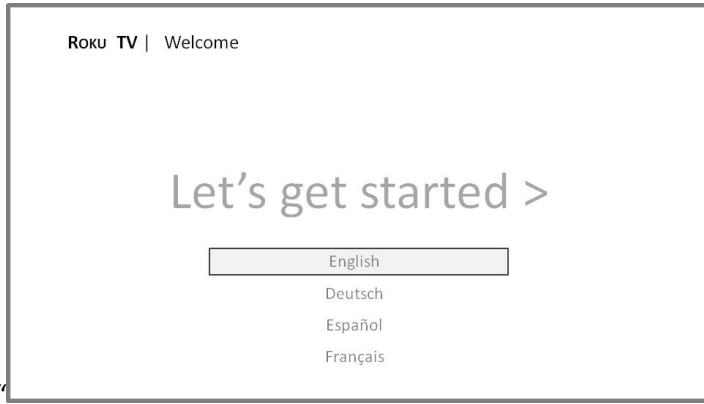 ROKU TV | Welcome
Let's get started >
English
Deutsch
Español
Français
“